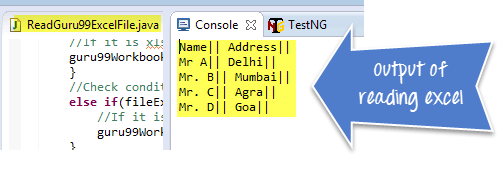 ReadGuru99ExcelFile.java
Console
TestNG
//If it is xls
guru99Workbook
}
//Check condit
else if(fileEx
//If it is
guru99Work
}
Name|| Address||
Mr A|| Delhi||
Mr. B|| Mumbai||
Mr. C|| Agra||
Mr. D|| Goa||
Output of
reading excel